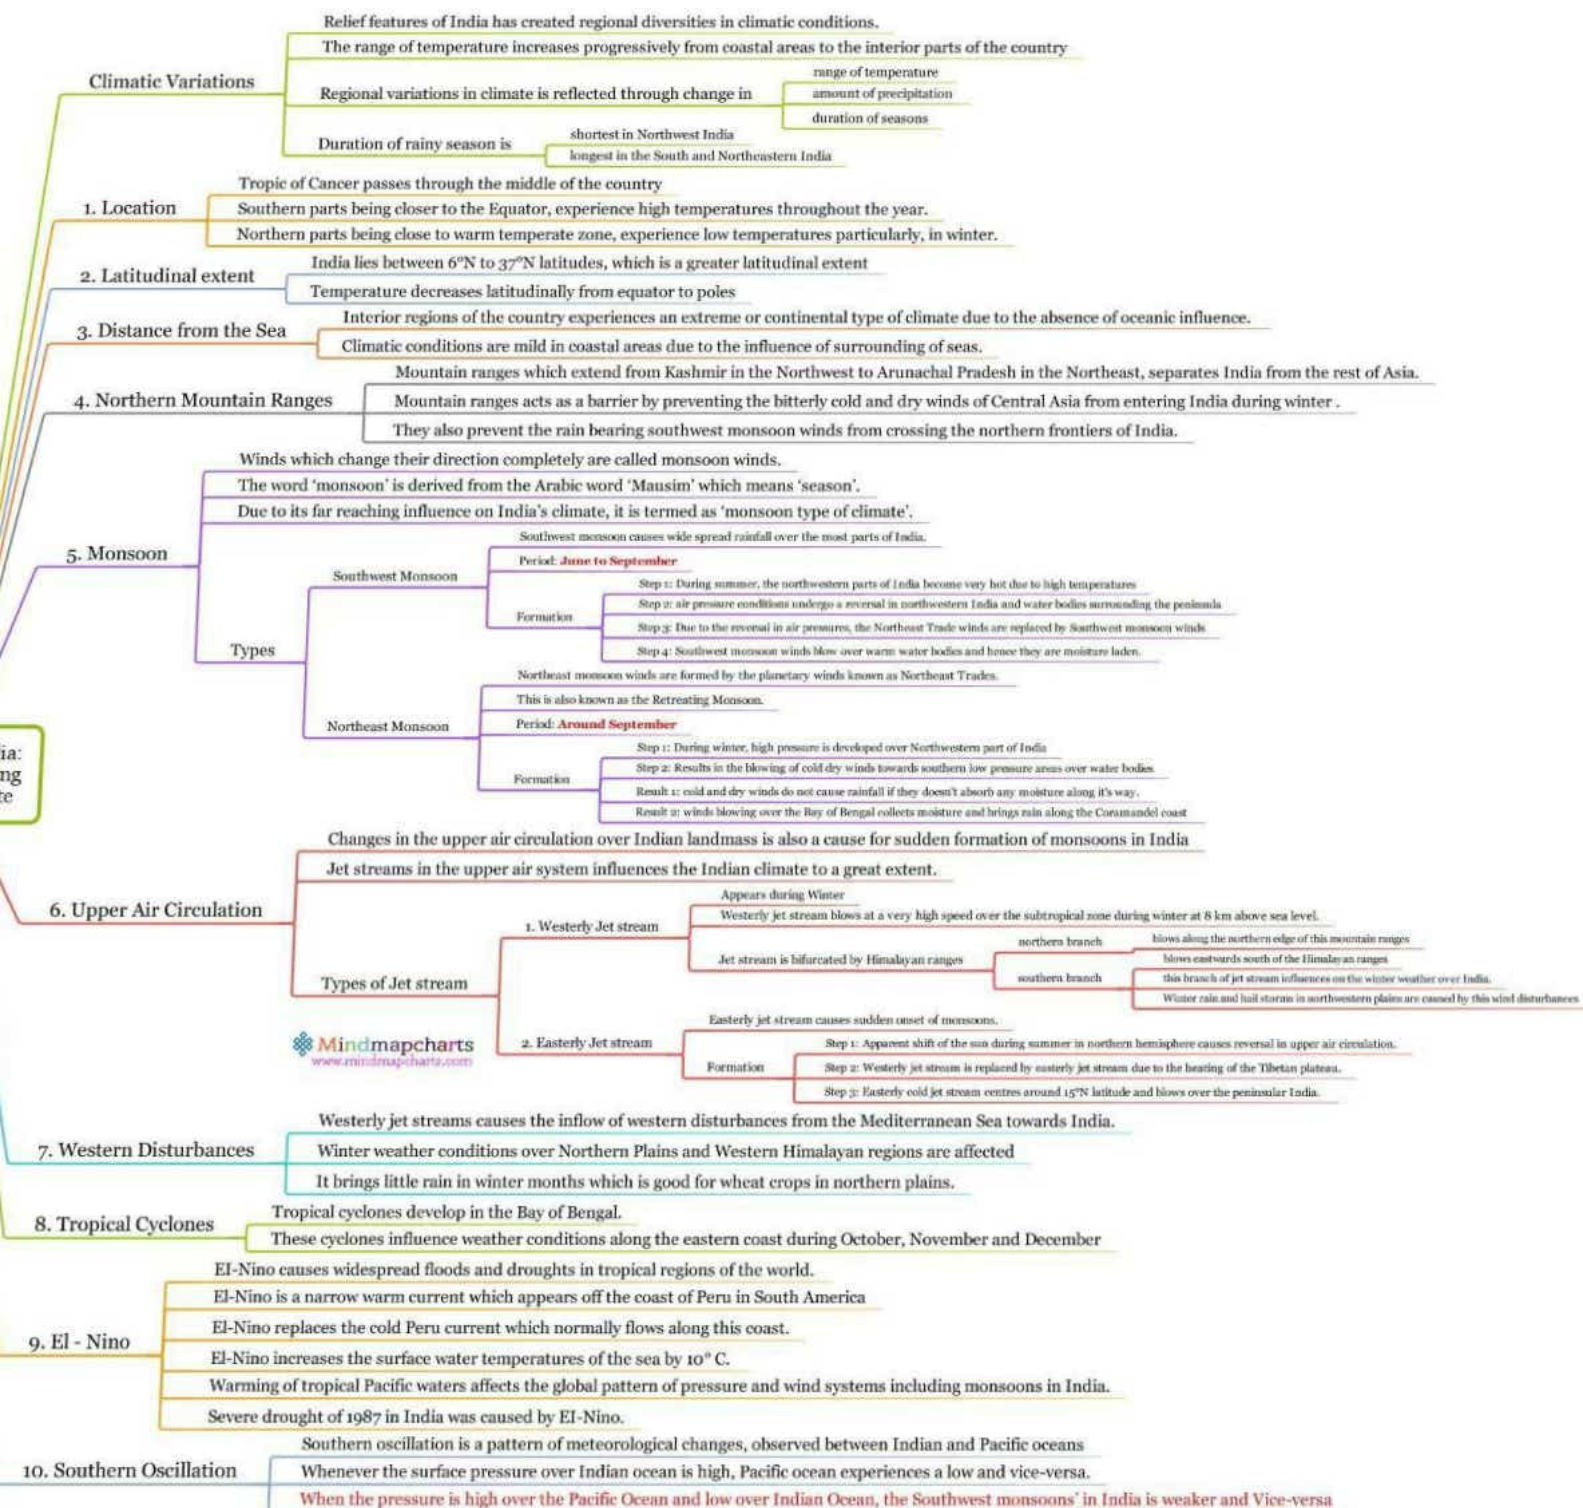 Relief features of India has created regional diversities in climatic conditions.
The range of temperature increases progressively from coastal areas to the interior parts of the country
Climatic Variations
Regional variations in climate is reflected through change in
range of temperature
amount of precipitation
duration of seasons
Duration of rainy season is
shortest in Northwest India
longest in the South and Northeastern India
1. Location
Tropic of Cancer passes through the middle of the country
Southern parts being closer to the Equator, experience high temperatures throughout the year.
Northern parts being close to warm temperate zone, experience low temperatures particularly, in winter.
2. Latitudinal extent
India lies between 6°N to 37°N latitudes, which is a greater latitudinal extent
Temperature decreases latitudinally from equator to poles
3. Distance from the Sea
Interior regions of the country experiences an extreme or continental type of climate due to the absence of oceanic influence.
Climatic conditions are mild in coastal areas due to the influence of surrounding of seas.
4. Northern Mountain Ranges
Mountain ranges which extend from Kashmir in the Northwest to Arunachal Pradesh in the Northeast, separates India from the rest of Asia.
Mountain ranges acts as a barrier by preventing the bitterly cold and dry winds of Central Asia from entering India during winter .
They also prevent the rain bearing southwest monsoon winds from crossing the northern frontiers of India.
5. Monsoon
Winds which change their direction completely are called monsoon winds.
The word ‘monsoon’ is derived from the Arabic word ‘Mausim’ which means ‘season’.
Due to its far reaching influence on India’s climate, it is termed as ‘monsoon type of climate’.
Types
Southwest Monsoon
Southwest monsoon causes wide spread rainfall over the most parts of India.
Period: June to September
Formation
Step 1: During summer, the northwestern parts of India become very hot due to high temperatures
Step 2: air pressure conditions undergo a reversal in northwestern India and water bodies surrounding the peninsula
Step 3: Due to the reversal in air pressures, the Northeast Trade winds are replaced by Southwest monsoon winds
Step 4: Southwest monsoon winds blow over warm water bodies and hence they are moisture laden.
Northeast Monsoon
Northeast monsoon winds are formed by the planetary winds known as Northeast Trades.
This is also known as the Retreating Monsoon.
Period: Around September
Formation
Step 1: During winter, high pressure is developed over Northwestern part of India
Step 2: Results in the blowing of cold dry winds towards southern low pressure areas over water bodies.
Result 1: cold and dry winds do not cause rainfall if they doesn't absorb any moisture along it's way.
Result 2: winds blowing over the Bay of Bengal collects moisture and brings rain along the Coramandel coast
ia:
ng
te
6. Upper Air Circulation
Changes in the upper air circulation over Indian landmass is also a cause for sudden formation of monsoons in India
Jet streams in the upper air system influences the Indian climate to a great extent.
Types of Jet stream
1. Westerly Jet stream
Appears during Winter
Westerly jet stream blows at a very high speed over the subtropical zone during winter at 8 km above sea level.
Jet stream is bifurcated by Himalayan ranges
northern branch
blows along the northern edge of this mountain ranges
southern branch
blows eastwards south of the Himalayan ranges
this branch of jet stream influences on the winter weather over India.
Winter rain and hail storms in northwestern plains are caused by this wind disturbances
2. Easterly Jet stream
Easterly jet stream causes sudden onset of monsoons.
Formation
Step 1: Apparent shift of the sun during summer in northern hemisphere causes reversal in upper air circulation.
Step 2: Westerly jet stream is replaced by easterly jet stream due to the heating of the Tibetan plateau.
Step 3: Easterly cold jet stream centres around 15°N latitude and blows over the peninsular India.
Mindmapcharts
www.mindmapcharts.com
7. Western Disturbances
Westerly jet streams causes the inflow of western disturbances from the Mediterranean Sea towards India.
Winter weather conditions over Northern Plains and Western Himalayan regions are affected
It brings little rain in winter months which is good for wheat crops in northern plains.
8. Tropical Cyclones
Tropical cyclones develop in the Bay of Bengal.
These cyclones influence weather conditions along the eastern coast during October, November and December
9. El - Nino
EI-Nino causes widespread floods and droughts in tropical regions of the world.
El-Nino is a narrow warm current which appears off the coast of Peru in South America
El-Nino replaces the cold Peru current which normally flows along this coast.
El-Nino increases the surface water temperatures of the sea by 10° C.
Warming of tropical Pacific waters affects the global pattern of pressure and wind systems including monsoons in India.
Severe drought of 1987 in India was caused by EI-Nino.
10. Southern Oscillation
Southern oscillation is a pattern of meteorological changes, observed between Indian and Pacific oceans
Whenever the surface pressure over Indian ocean is high, Pacific ocean experiences a low and vice-versa.
When the pressure is high over the Pacific Ocean and low over Indian Ocean, the Southwest monsoons’ in India is weaker and Vice-versa